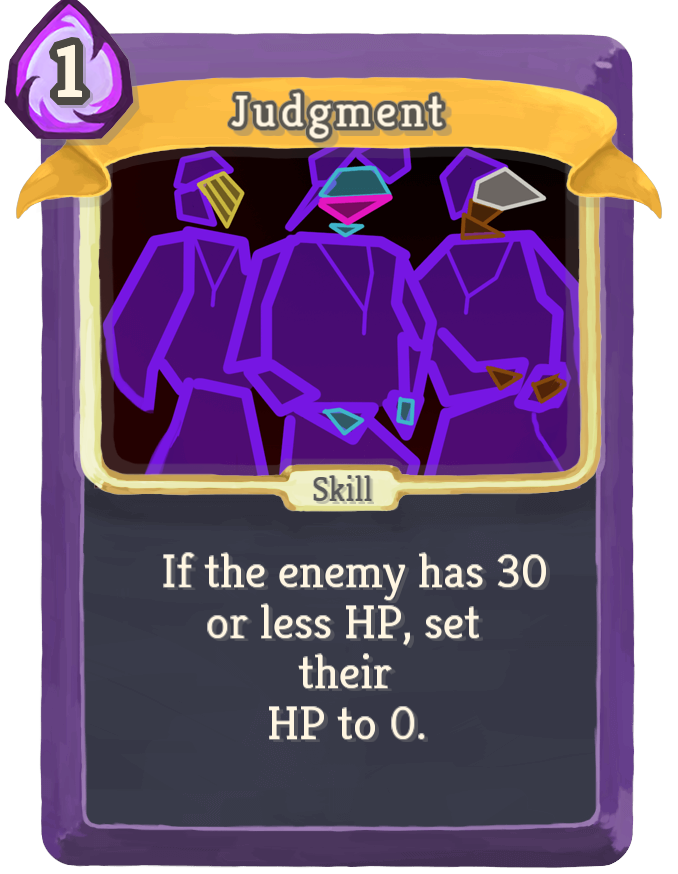 1
Judgment
Skill
If the enemy has 30
or less HP, set
their
HP to 0.